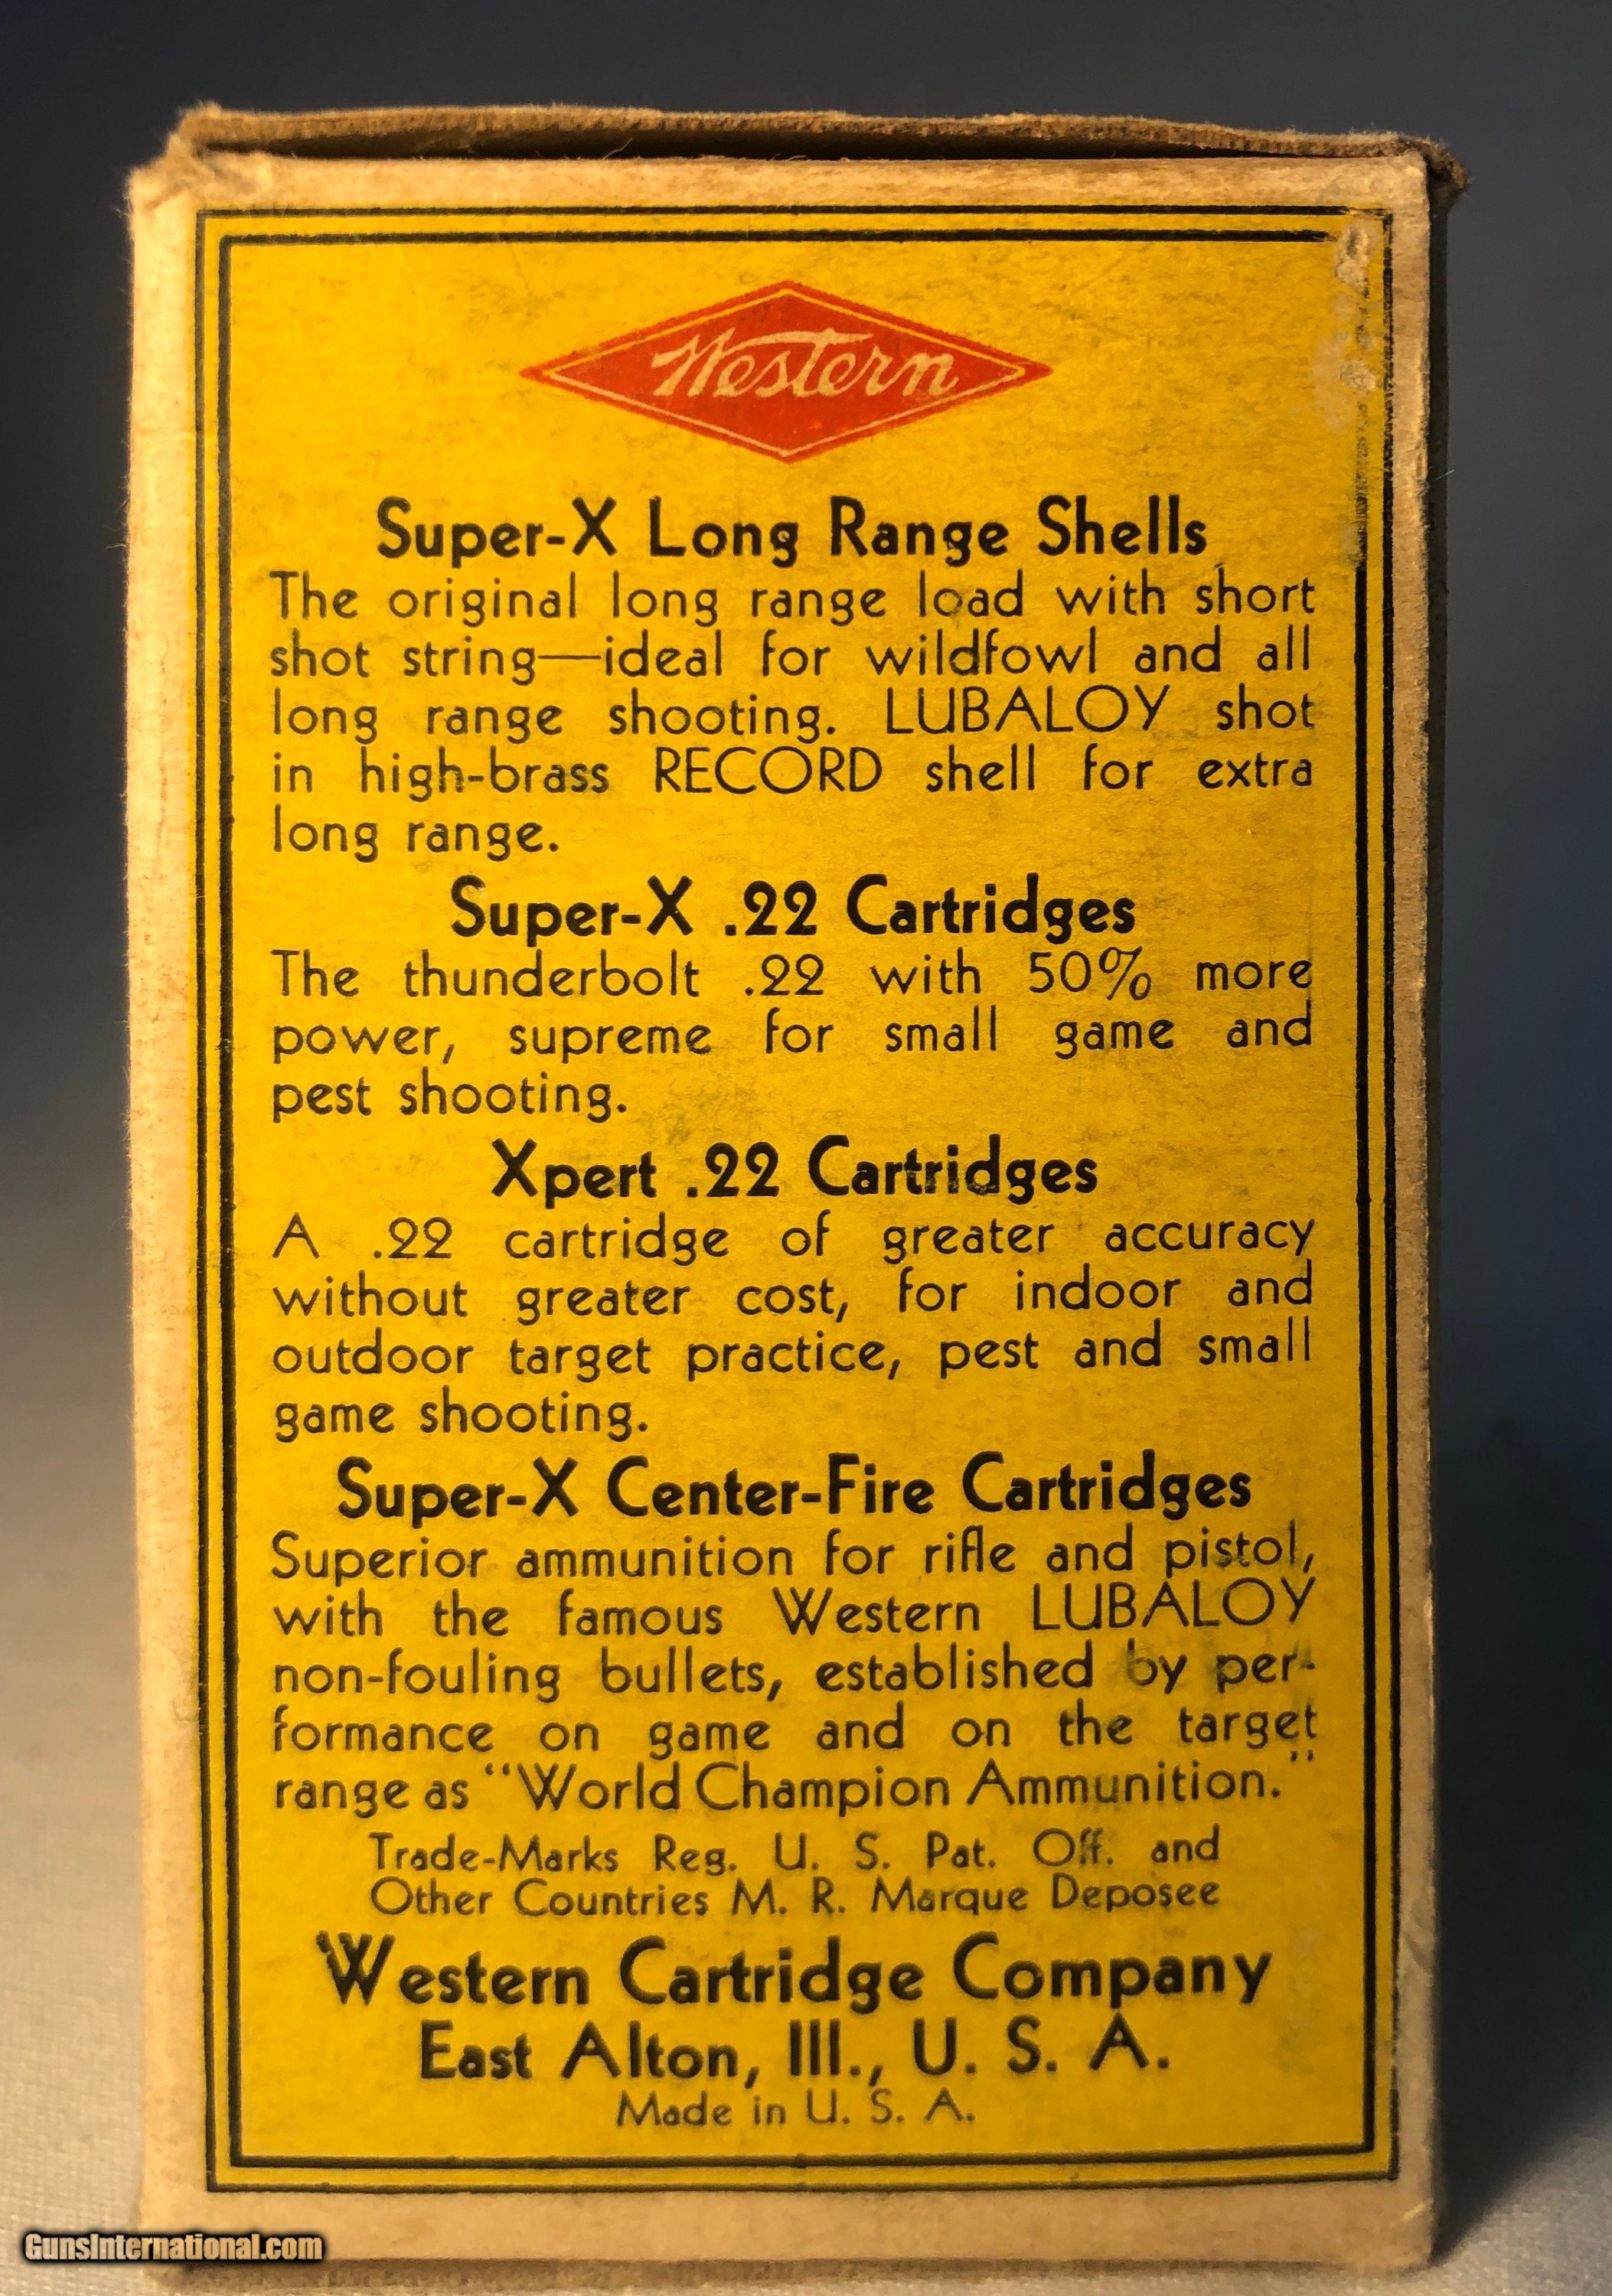 Western
Super-X Long Range Shells
The original long range load with short
shot string—ideal for wildfowl and all
long range shooting. LUBALOY shot
in high-brass RECORD shell for extra
long range.
Super-X .22 Cartridges
The thunderbolt .22 with 50% more
power, supreme for small game and
pest shooting.
Xpert .22 Cartridges
A .22 cartridge of greater accuracy
without greater cost, for indoor and
outdoor target practice, pest and small
game shooting.
Super-X Center-Fire Cartridges
Superior ammunition for rifle and pistol,
with the famous Western LUBALOY
non-fouling bullets, established by per-
formance on game and on the target
range as "World Champion Ammunition."
Trade-Marks Reg. U. S. Pat. Off. and
Other Countries M. R. Marque Deposee
Western Cartridge Company
East Alton, Ill., U. S. A.
Made in U. S. A.
GunsInternational.com